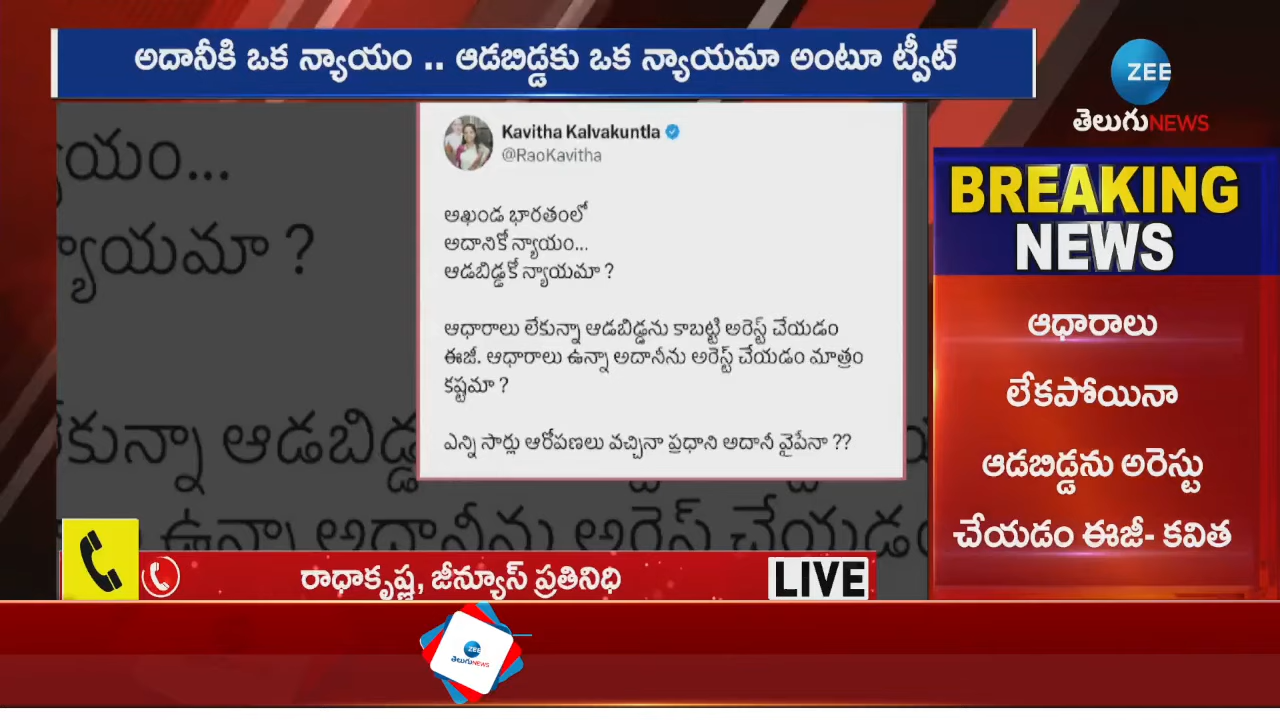 అదానీకి ఒక న్యాయం .. ఆడబిడ్డకు ఒక న్యాయమా అంటూ ట్వీట్
ZEE
తెలుగు NEWS
Kavitha Kalvakuntla
@RaoKavitha
అఖండ భారతంలో
అదానికో న్యాయం...
ఆడబిడ్డకో న్యాయమా ?
ఆధారాలు లేకున్నా ఆడబిడ్డను కాబట్టి అరెస్ట్ చేయడం
ఈజీ. ఆధారాలు ఉన్నా అదానీను అరెస్ట్ చేయడం మాత్రం
కష్టమా ?
ఎన్ని సార్లు ఆరోపణలు వచ్చినా ప్రధాని అదానీ వైపేనా ??
BREAKING
NEWS
ఆధారాలు
లేకపోయినా
ఆడబిడ్డను అరెస్టు
చేయడం ఈజీ- కవిత
రాధాకృష్ణ, జీన్యూస్ ప్రతినిధి
LIVE
ZEE
తెలుగు NEWS